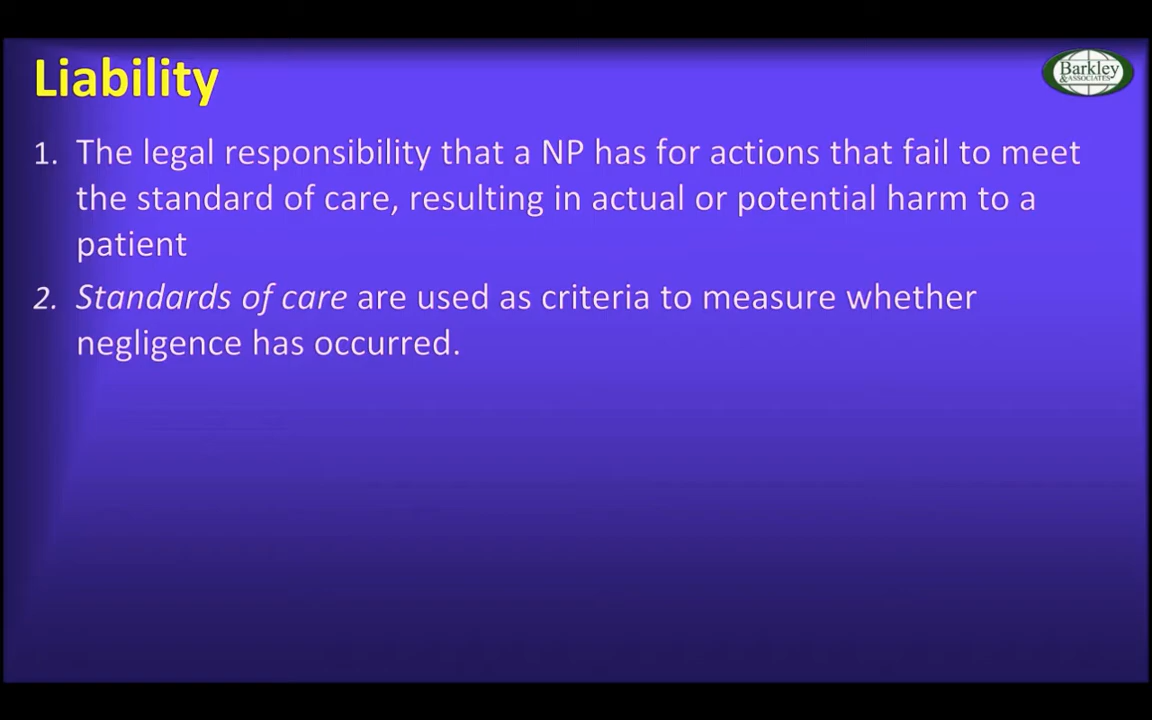 Liability
Barkley
& ASSOCIATES
1. The legal responsibility that a NP has for actions that fail to meet
the standard of care, resulting in actual or potential harm to a
patient
2. Standards of care are used as criteria to measure whether
negligence has occurred.